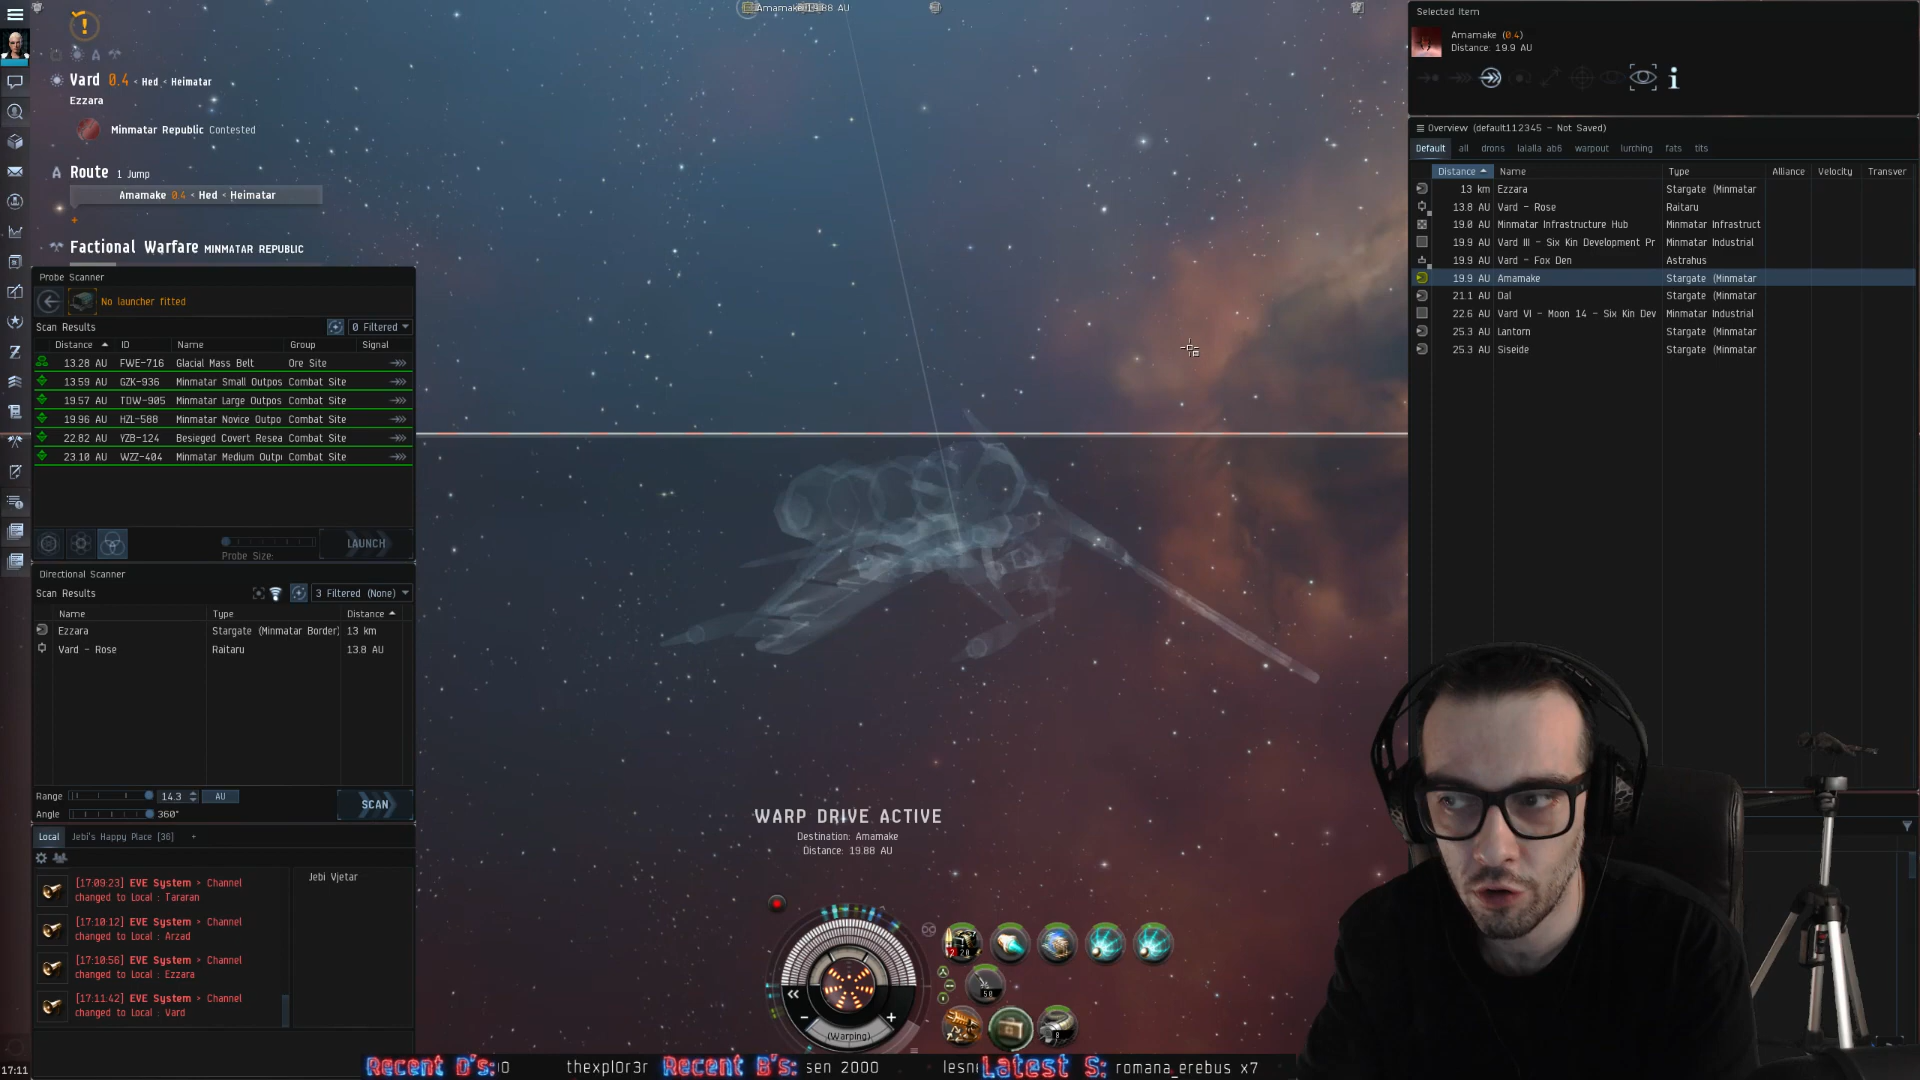 Amamake 19.88 AU
Vard 0.4 < Hed < Heimatar
Ezzara
Minmatar Republic Contested
Route 1 Jump
Amamake 0.4 < Hed < Heimatar
+
Factional Warfare MINMATAR REPUBLIC
Probe Scanner
No launcher fitted
Scan Results 0 Filtered
Distance ID Name Group Signal
13.28 AU FWE-716 Glacial Mass Belt Ore Site
13.59 AU GZK-936 Minmatar Small Outpos Combat Site
19.57 AU TDW-905 Minmatar Large Outpos Combat Site
19.96 AU HZL-588 Minmatar Novice Outpo Combat Site
22.82 AU YZB-124 Besieged Covert Resea Combat Site
23.10 AU WZZ-404 Minmatar Medium Outp Combat Site
Probe Size: LAUNCH
Directional Scanner
Scan Results 3 Filtered (None)
Name Type Distance
Ezzara Stargate (Minmatar Border) 13 km
Vard - Rose Raitaru 13.8 AU
Range 14.3 AU
Angle 360°
SCAN
Local Jebi's Happy Place [36] +
Jebi Vjetar
[17:09:23] EVE System > Channel
changed to Local : Tararan
[17:10:12] EVE System > Channel
changed to Local : Arzad
[17:10:56] EVE System > Channel
changed to Local : Ezzara
[17:11:42] EVE System > Channel
changed to Local : Vard
17:11
WARP DRIVE ACTIVE
Destination: Amamake
Distance: 19.88 AU
(Warping)
20
50
8
Recent D's: 0 thexpl0r3r Recent B's: sen 2000 lesn Latest S: romana_erebus x7
Selected Item
Amamake (0.4)
Distance: 19.9 AU
Overview (default112345 - Not Saved)
Default all drons lalalla ab6 warpout lurching fats tits
Distance Name Type Alliance Velocity Transver
13 km Ezzara Stargate (Minmatar
13.8 AU Vard - Rose Raitaru
19.0 AU Minmatar Infrastructure Hub Minmatar Infrastruct
19.9 AU Vard III - Six Kin Development Pr Minmatar Industrial
19.9 AU Vard - Fox Den Astrahus
19.9 AU Amamake Stargate (Minmatar
21.1 AU Dal Stargate (Minmatar
22.6 AU Vard VI - Moon 14 - Six Kin Dev Minmatar Industrial
25.3 AU Lantorn Stargate (Minmatar
25.3 AU Siseide Stargate (Minmatar